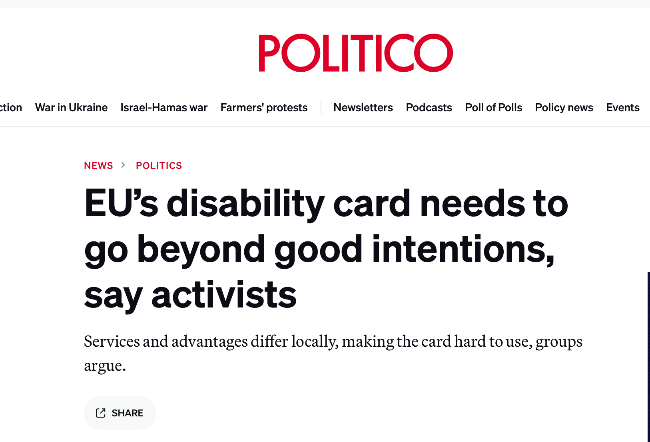 POLITICO
War in Ukraine Israel-Hamas war Farmers' protests Newsletters Podcasts Poll of Polls Policy news Events
NEWS > POLITICS
EU's disability card needs to
go beyond good intentions,
say activists
Services and advantages differ locally, making the card hard to use, groups
argue.
SHARE